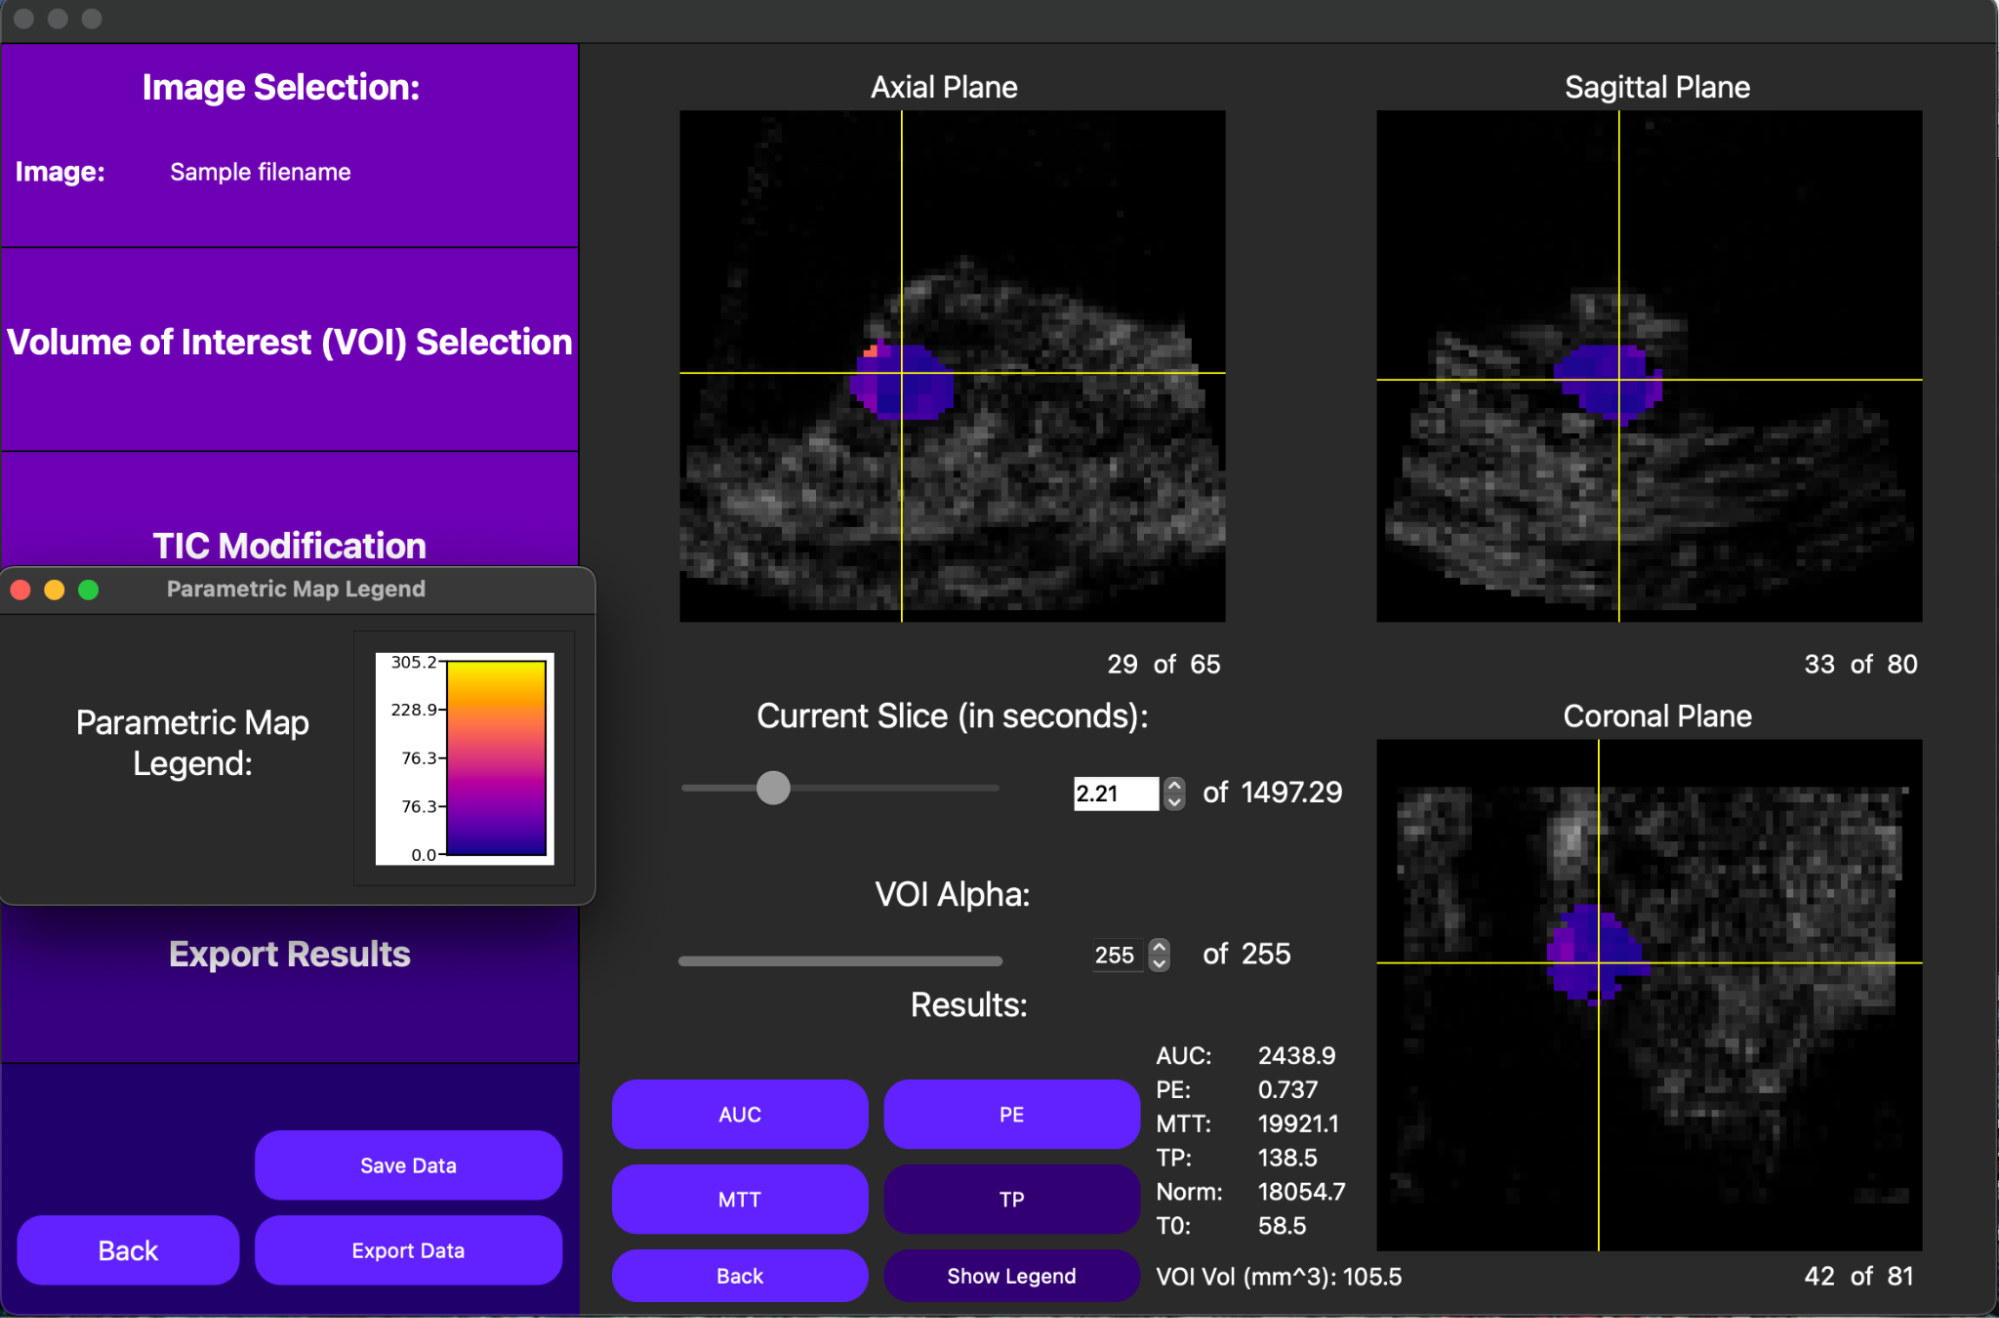 Image Selection:
Image: Sample filename
Volume of Interest (VOI) Selection
TIC Modification
Parametric Map Legend
Parametric Map
Legend:
305.2
228.9
76.3
76.3
0.0
Export Results
Save Data
Back
Export Data
Axial Plane
29 of 65
Sagittal Plane
33 of 80
Current Slice (in seconds):
2.21 of 1497.29
VOI Alpha:
255 of 255
Results:
AUC
PE
MTT
TP
Back
Show Legend
AUC: 2438.9
PE: 0.737
MTT: 19921.1
TP: 138.5
Norm: 18054.7
T0: 58.5
VOI Vol (mm^3): 105.5
Coronal Plane
42 of 81